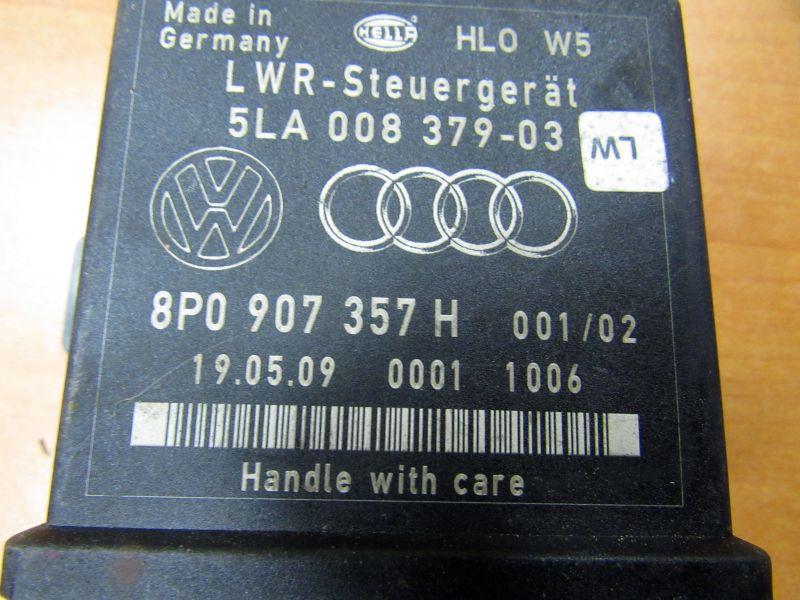 Made in
Germany
HELLA
HLO W5
LWR-Steuergerät
5LA 008 379-03
LW
8P0 907 357 H 001/02
19.05.09 0001 1006
Handle with care